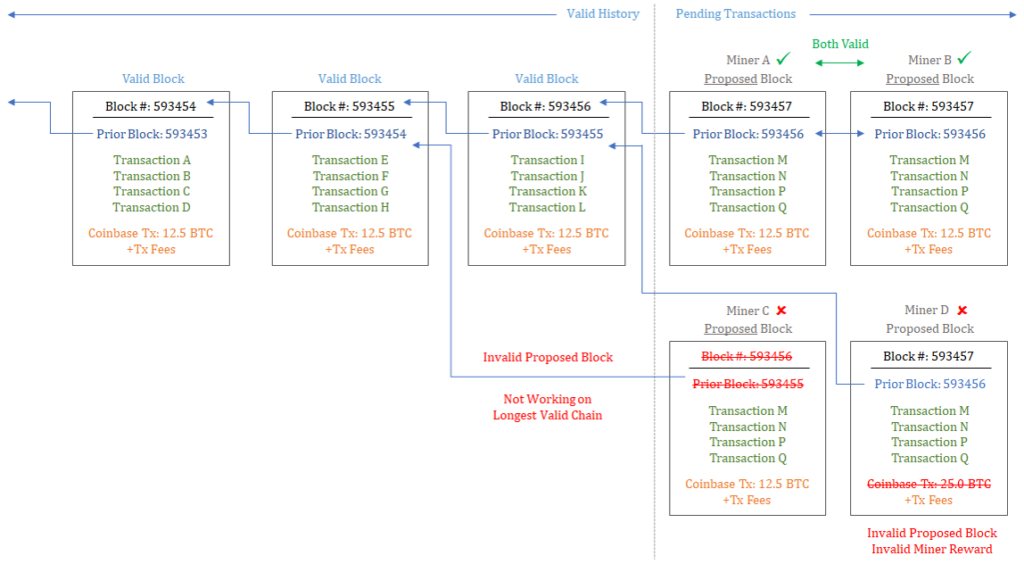 Valid History
Pending Transactions
Both Valid
Miner A
Proposed Block
Miner B
Proposed Block
Valid Block
Valid Block
Valid Block
Block #: 593454
Prior Block: 593453
Transaction A
Transaction B
Transaction C
Transaction D
Coinbase Tx: 12.5 BTC
+Tx Fees
Block #: 593455
Prior Block: 593454
Transaction E
Transaction F
Transaction G
Transaction H
Coinbase Tx: 12.5 BTC
+Tx Fees
Block #: 593456
Prior Block: 593455
Transaction I
Transaction J
Transaction K
Transaction L
Coinbase Tx: 12.5 BTC
+Tx Fees
Block #: 593457
Prior Block: 593456
Transaction M
Transaction N
Transaction P
Transaction Q
Coinbase Tx: 12.5 BTC
+Tx Fees
Block #: 593457
Prior Block: 593456
Transaction M
Transaction N
Transaction P
Transaction Q
Coinbase Tx: 12.5 BTC
+Tx Fees
Invalid Proposed Block
Not Working on
Longest Valid Chain
Miner C
Proposed Block
Block #: 593456
Prior Block: 593455
Transaction M
Transaction N
Transaction P
Transaction Q
Coinbase Tx: 12.5 BTC
+Tx Fees
Miner D
Proposed Block
Block #: 593457
Prior Block: 593456
Transaction M
Transaction N
Transaction P
Transaction Q
Coinbase Tx: 25.0 BTC
+Tx Fees
Invalid Proposed Block
Invalid Miner Reward